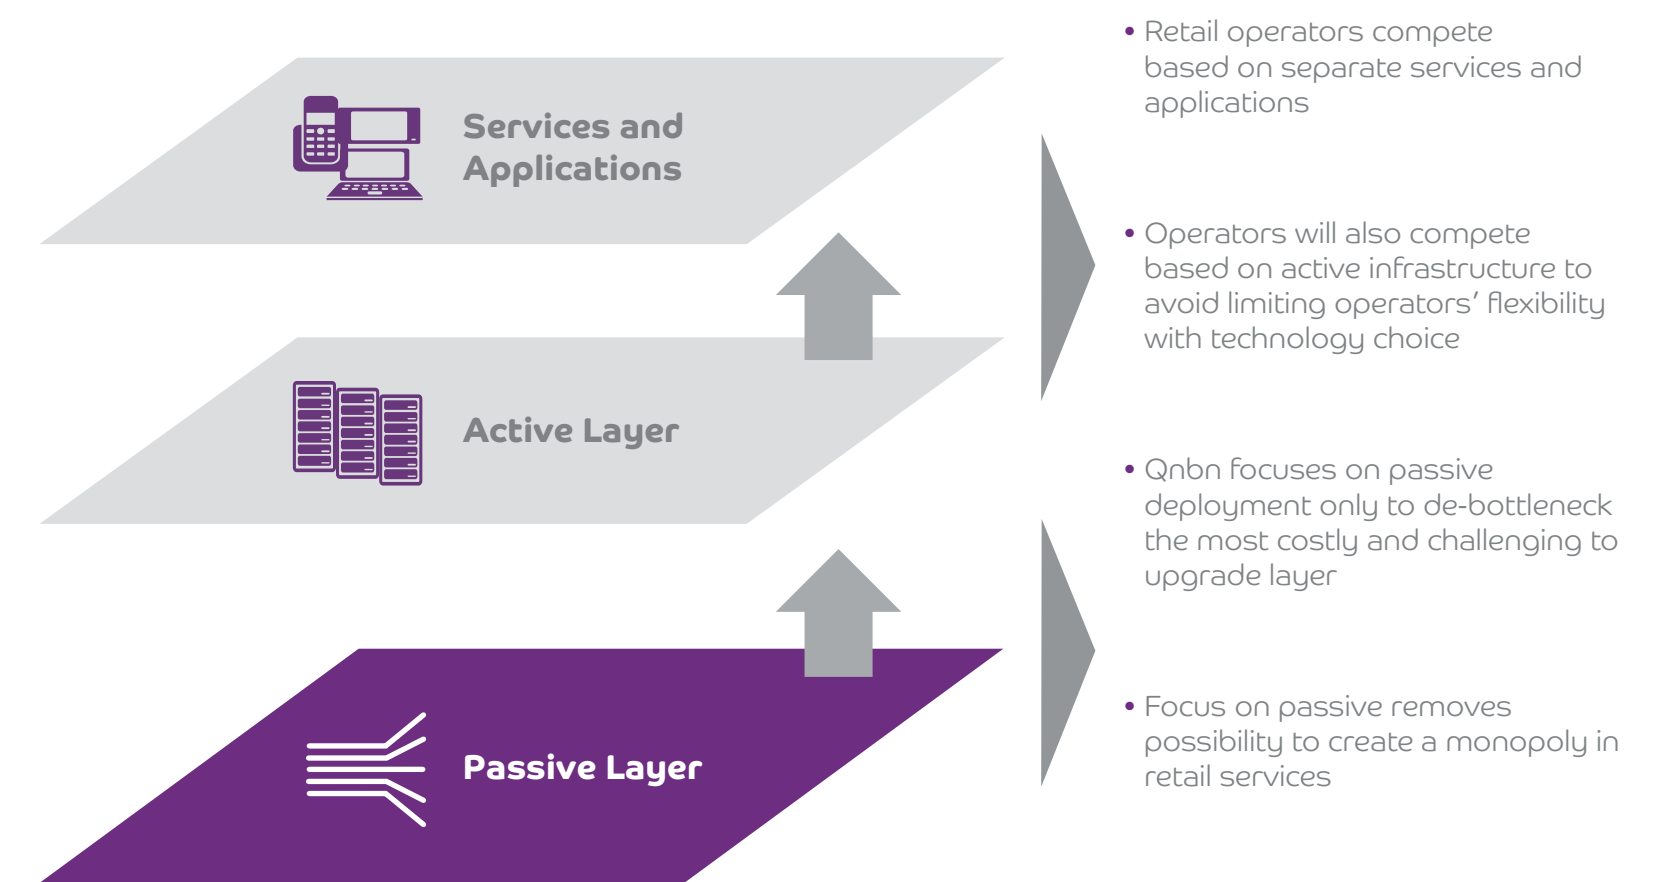 Services and
Applications
Active Layer
Passive Layer
• Retail operators compete
based on separate services and
applications
• Operators will also compete
based on active infrastructure to
avoid limiting operators’ flexibility
with technology choice
• Qnbn focuses on passive
deployment only to de-bottleneck
the most costly and challenging to
upgrade layer
• Focus on passive removes
possibility to create a monopoly in
retail services